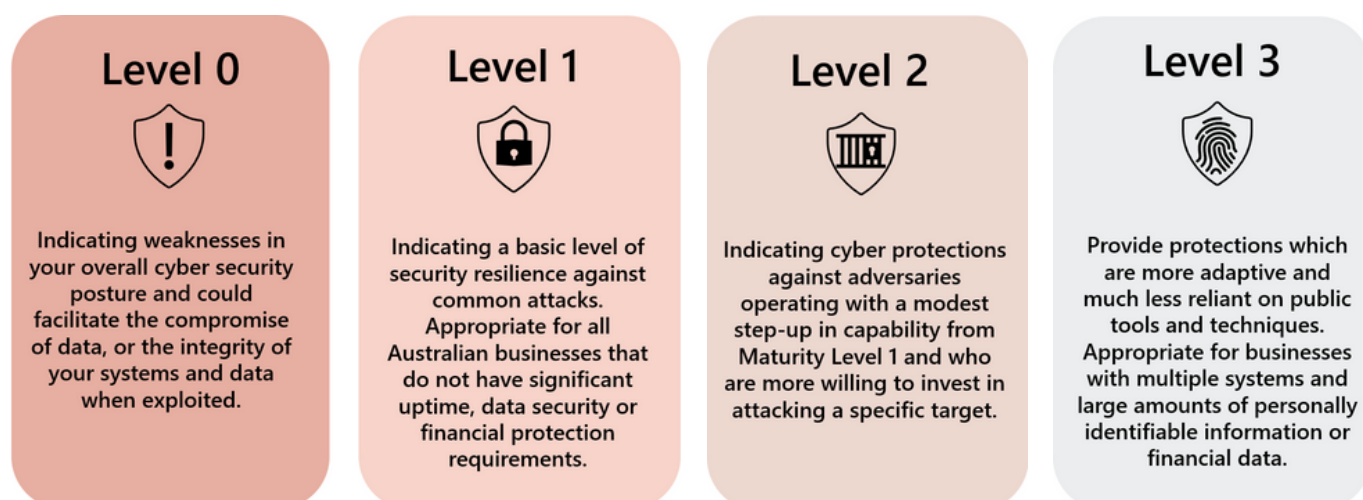 Level 0
Indicating weaknesses in
your overall cyber security
posture and could
facilitate the compromise
of data, or the integrity of
your systems and data
when exploited.
Level 1
Indicating a basic level of
security resilience against
common attacks.
Appropriate for all
Australian businesses that
do not have significant
uptime, data security or
financial protection
requirements.
Level 2
Indicating cyber protections
against adversaries
operating with a modest
step-up in capability from
Maturity Level 1 and who
are more willing to invest in
attacking a specific target.
Level 3
Provide protections which
are more adaptive and
much less reliant on public
tools and techniques.
Appropriate for businesses
with multiple systems and
large amounts of personally
identifiable information or
financial data.